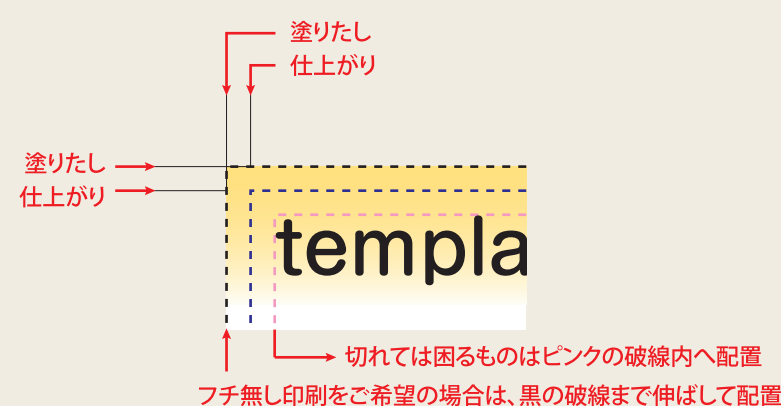 塗りたし
仕上がり
塗りたし
仕上がり
templa
切れては困るものはピンクの破線内へ配置
フチ無し印刷をご希望の場合は、黒の破線まで伸ばして配置